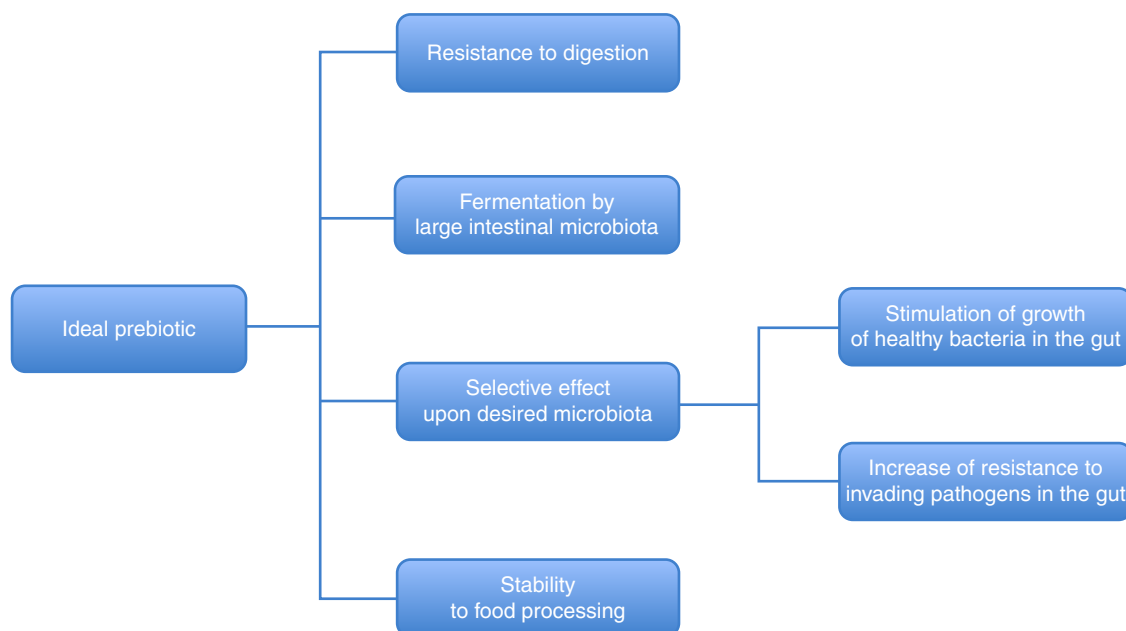 Resistance to digestion
Fermentation by
large intestinal microbiota
Ideal prebiotic
Stimulation of growth
of healthy bacteria in the gut
Selective effect
upon desired microbiota
Increase of resistance to
invading pathogens in the gut
Stability
to food processing